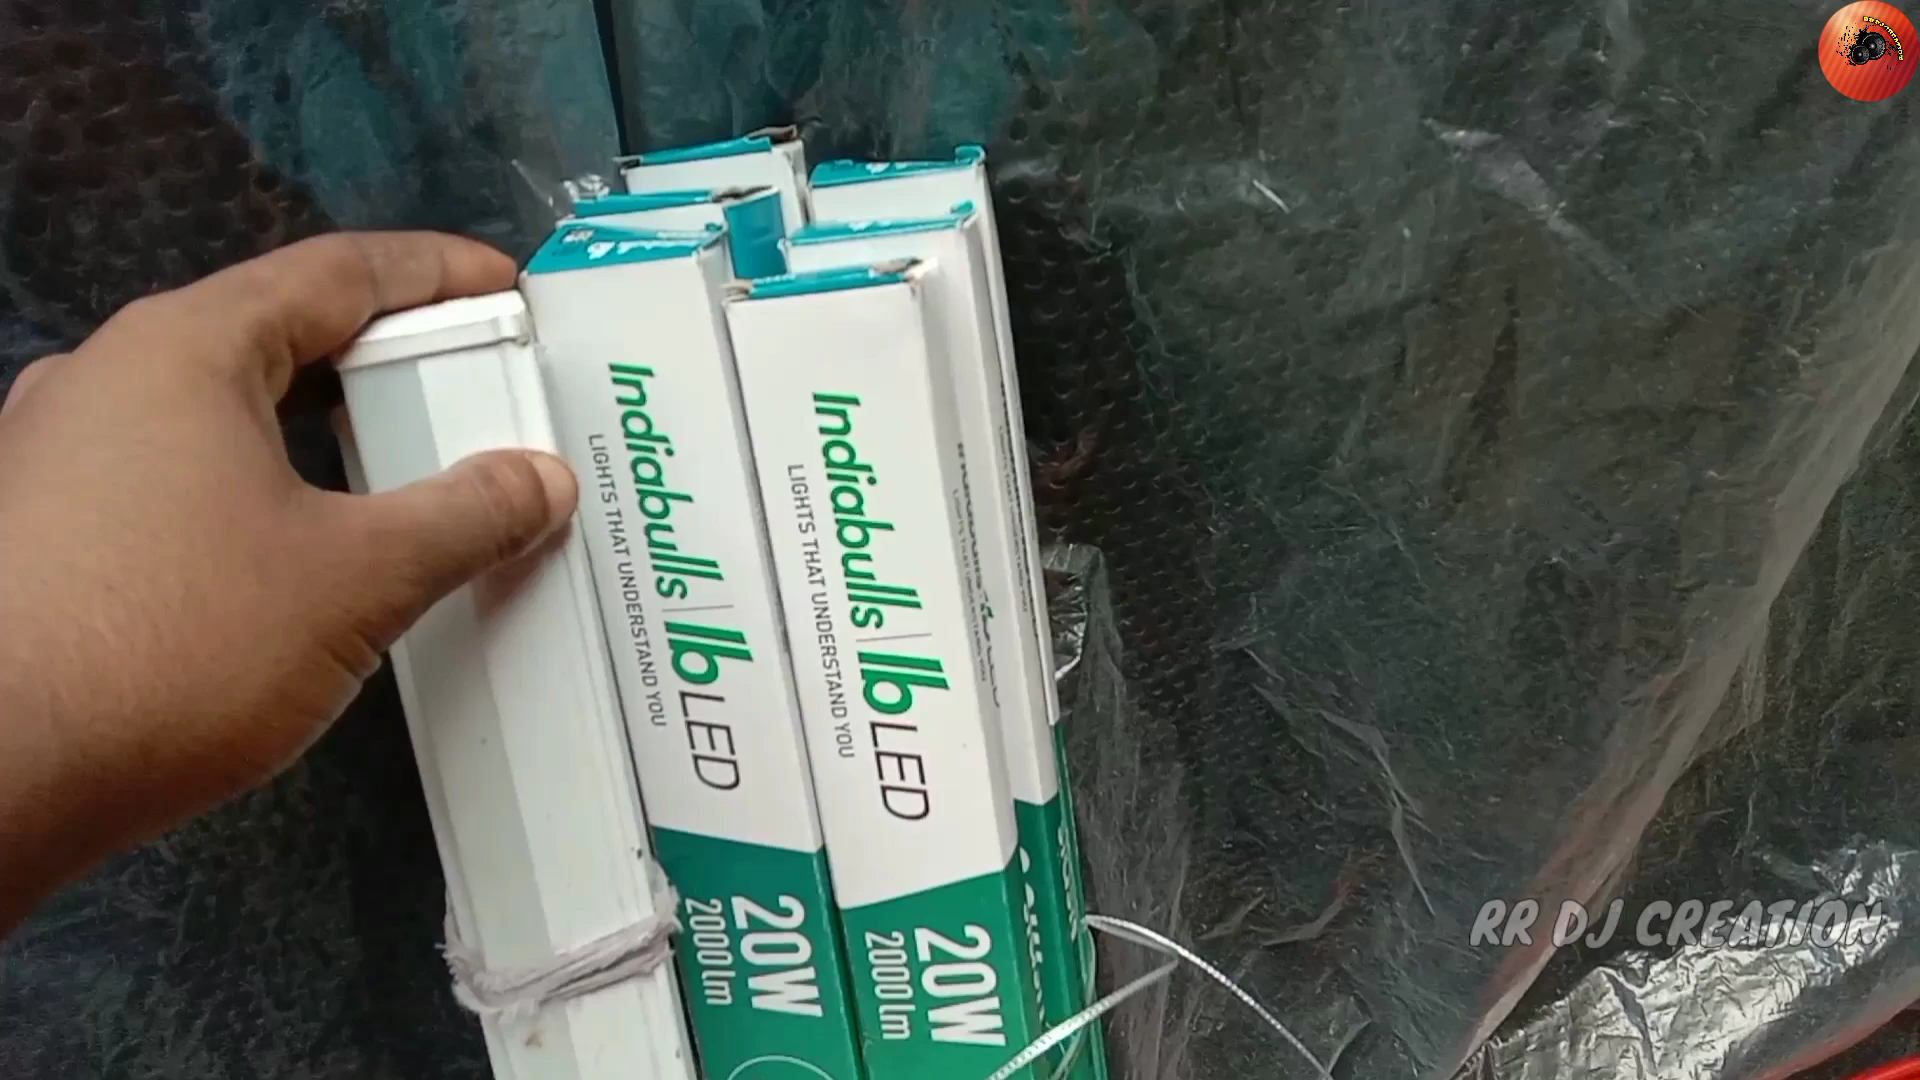 Indiabulls | Ib LED
LIGHTS THAT UNDERSTAND YOU
20W
2000 lm
Indiabulls | Ib LED
LIGHTS THAT UNDERSTAND YOU
20W
2000 lm
RR DJ CREATION